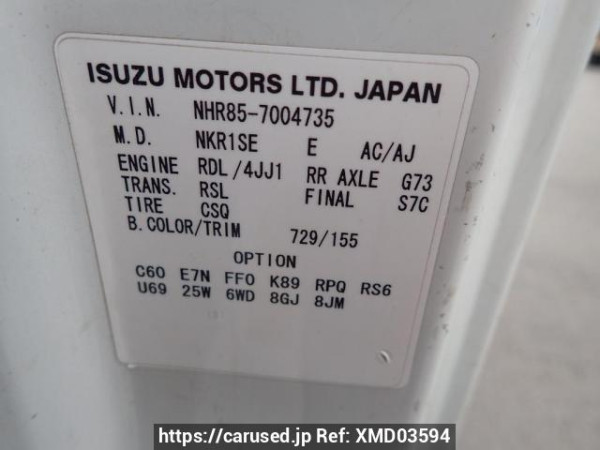 ISUZU MOTORS LTD. JAPAN
V.I.N. NHR85-7004735
M.D. NKR1SE E AC/AJ
ENGINE RDL/4JJ1 RR AXLE G73
TRANS. RSL FINAL S7C
TIRE CSQ
B.COLOR/TRIM 729/155
OPTION
C60 E7N FF0 K89 RPQ RS6
U69 25W 6WD 8GJ 8JM
https://carused.jp Ref: XMD03594